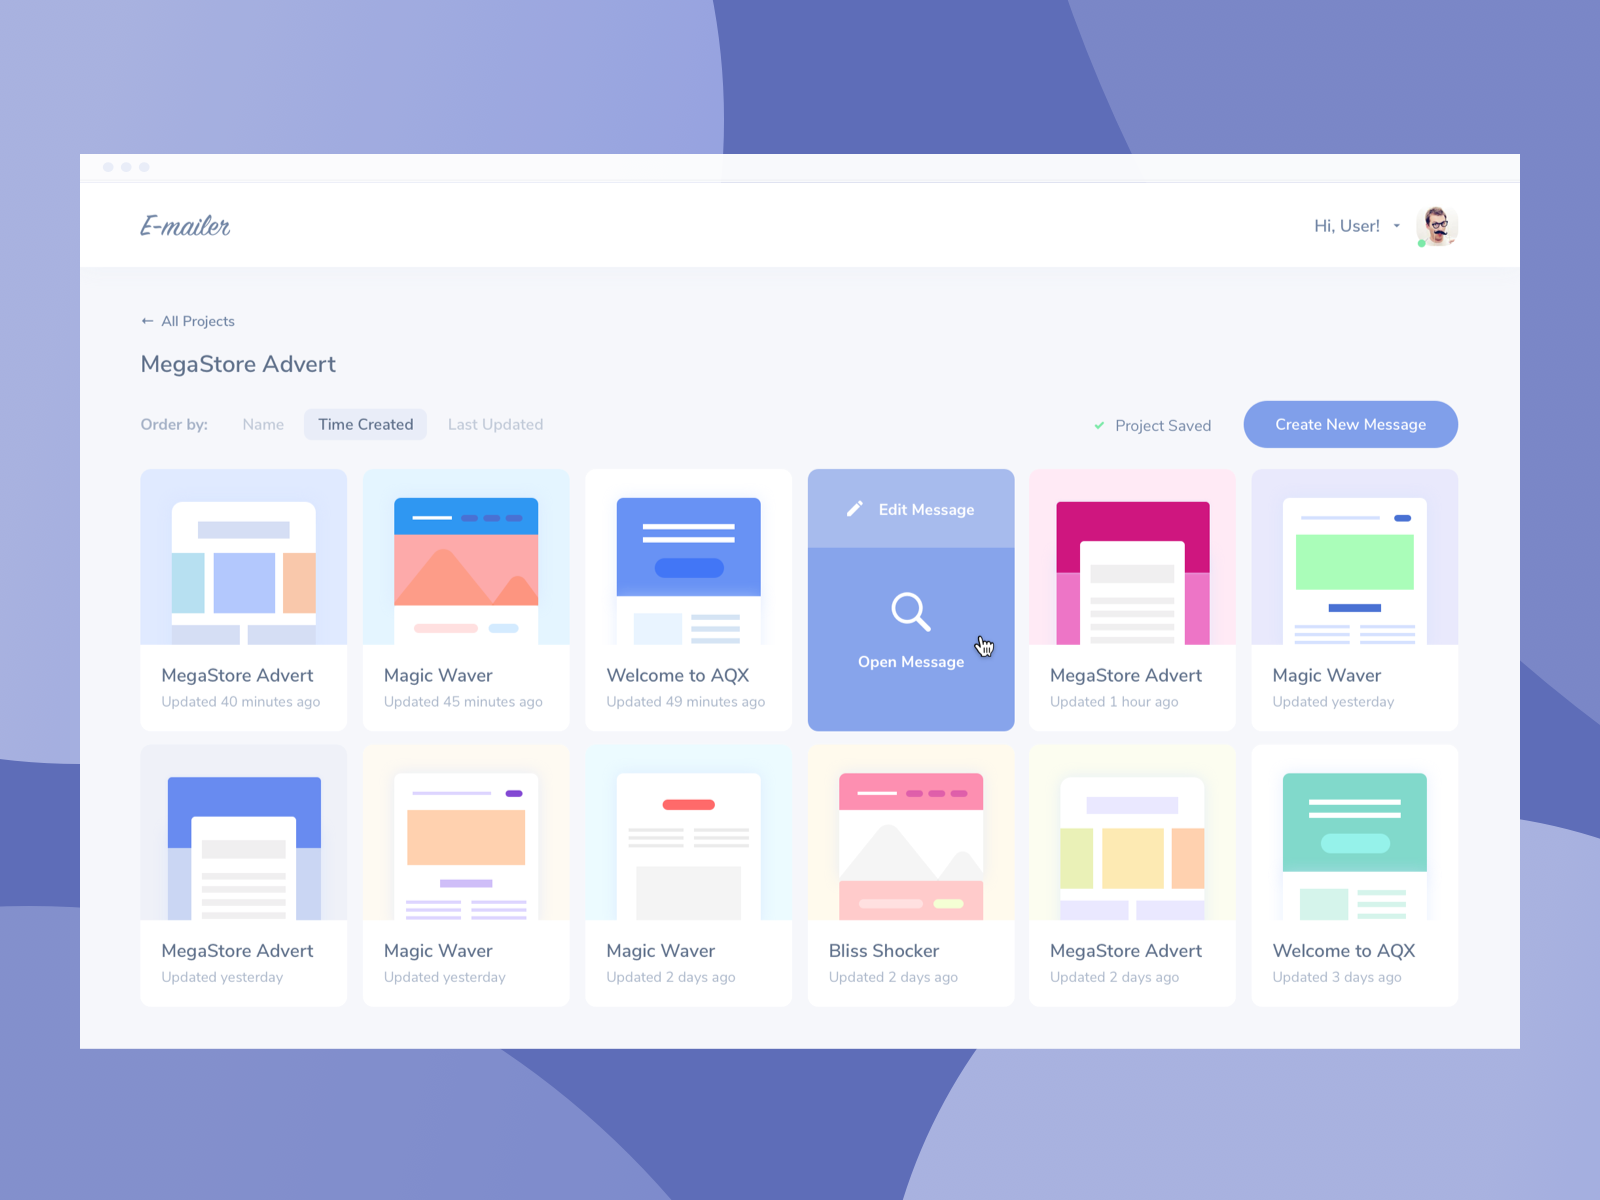 E-mailer
Hi, User!
← All Projects
MegaStore Advert
Order by: Name Time Created Last Updated
Project Saved
Create New Message
Edit Message
Open Message
MegaStore Advert
Updated 40 minutes ago
Magic Waver
Updated 45 minutes ago
Welcome to AQX
Updated 49 minutes ago
MegaStore Advert
Updated 1 hour ago
Magic Waver
Updated yesterday
MegaStore Advert
Updated yesterday
Magic Waver
Updated yesterday
Magic Waver
Updated 2 days ago
Bliss Shocker
Updated 2 days ago
MegaStore Advert
Updated 2 days ago
Welcome to AQX
Updated 3 days ago